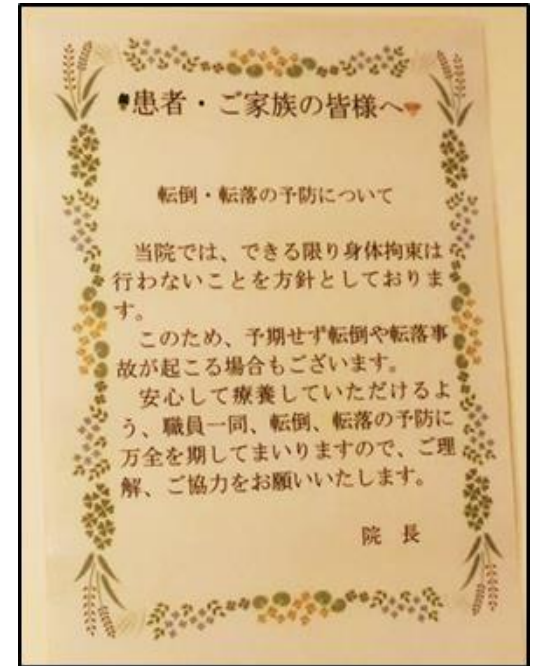 患者・ご家族の皆様へ
転倒・転落の予防について
当院では、できる限り身体拘束は
行わないことを方針としておりま
す。
このため、予期せず転倒や転落事
故が起こる場合もございます。
安心して療養していただけるよ
う、職員一同、転倒、転落の予防に
万全を期してまいりますので、ご理
解、ご協力をお願いいたします。
院 長